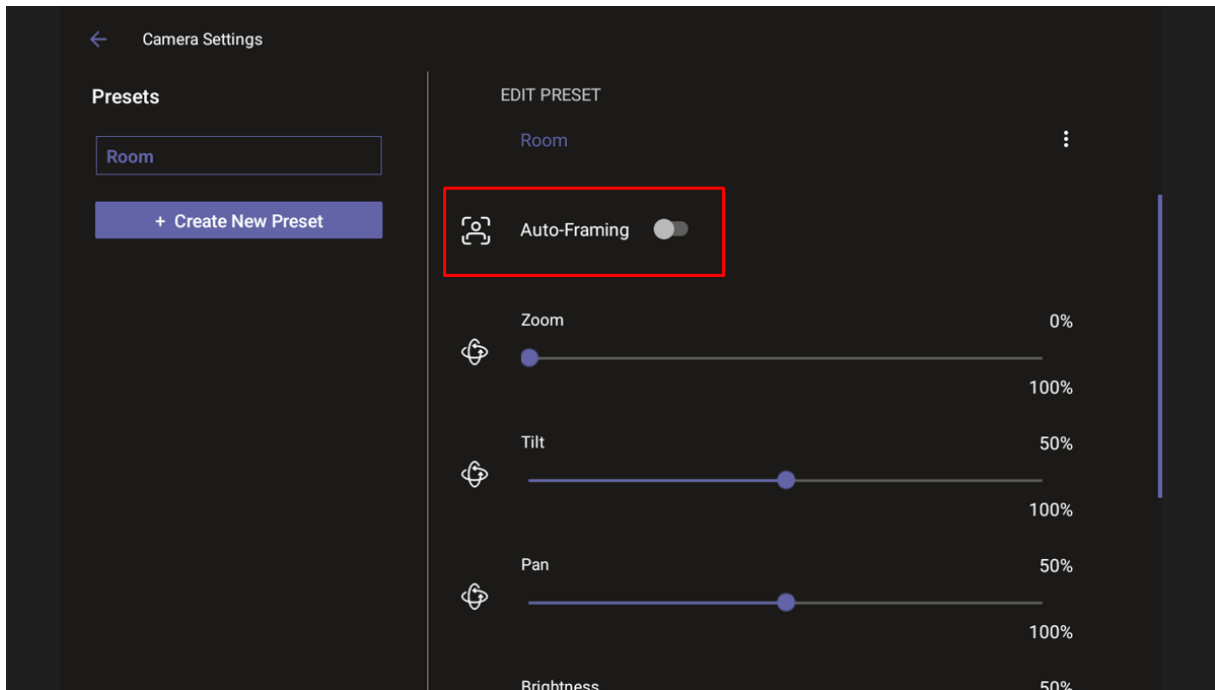 Camera Settings
Presets
Room
+ Create New Preset
EDIT PRESET
Room
Auto-Framing
Zoom 0%
100%
Tilt 50%
100%
Pan 50%
100%
Brightness 50%